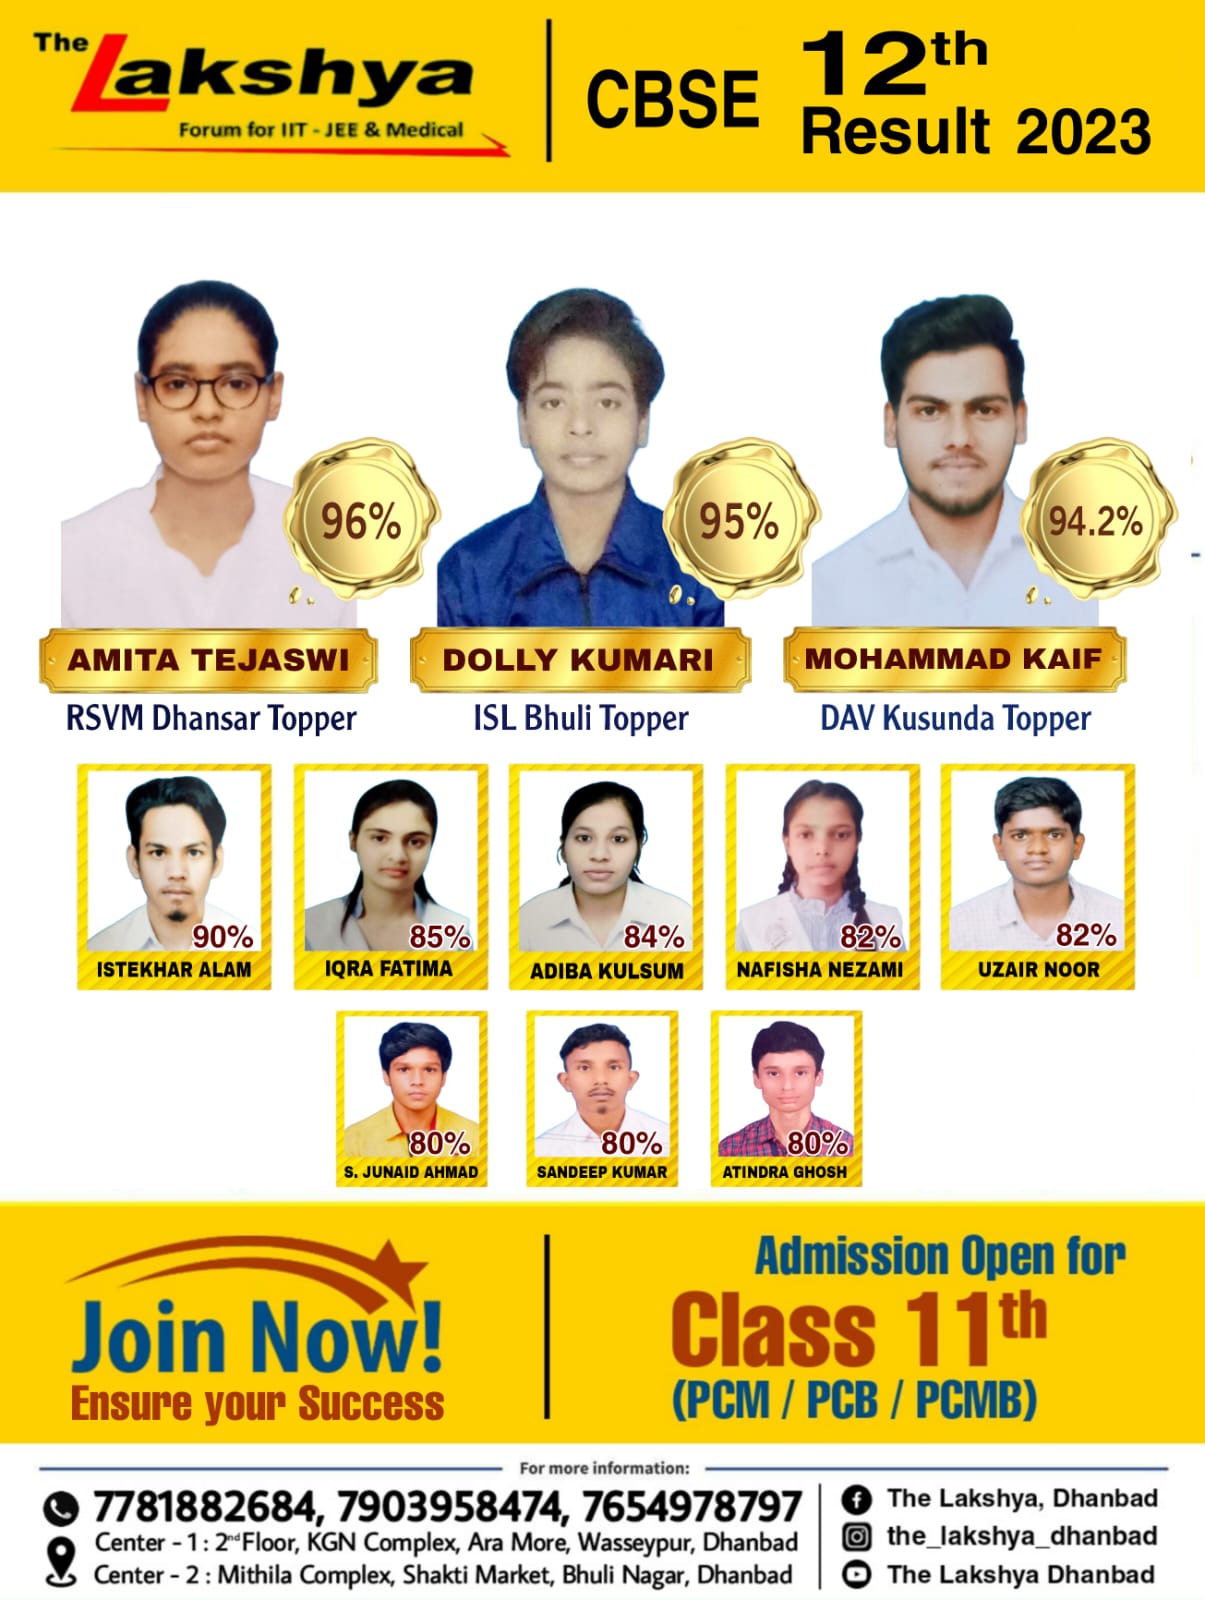 The Lakshya
Forum for IIT - JEE & Medical
CBSE 12th
Result 2023
96%
95%
94.2%
AMITA TEJASWI
DOLLY KUMARI
MOHAMMAD KAIF
RSVM Dhansar Topper
ISL Bhuli Topper
DAV Kusunda Topper
90%
ISTEKHAR ALAM
85%
IQRA FATIMA
84%
ADIBA KULSUM
82%
NAFISHA NEZAMI
82%
UZAIR NOOR
80%
S. JUNAID AHMAD
80%
SANDEEP KUMAR
80%
ATINDRA GHOSH
Join Now!
Ensure your Success
Admission Open for
Class 11th
(PCM / PCB / PCMB)
For more information:
7781882684, 7903958474, 7654978797
Center - 1 : 2nd Floor, KGN Complex, Ara More, Wasseypur, Dhanbad
Center - 2 : Mithila Complex, Shakti Market, Bhuli Nagar, Dhanbad
The Lakshya, Dhanbad
the_lakshya_dhanbad
The Lakshya Dhanbad